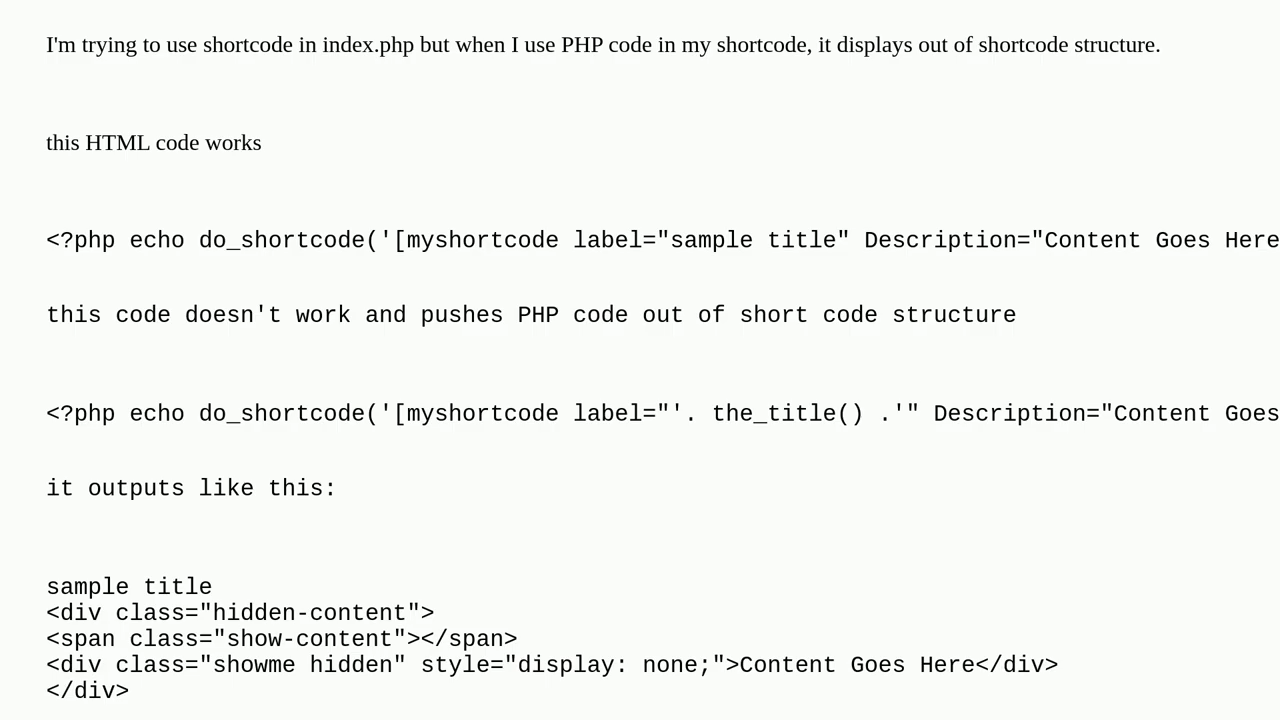 I'm trying to use shortcode in index.php but when I use PHP code in my shortcode, it displays out of shortcode structure.
this HTML code works
<?php echo do_shortcode('[myshortcode label="sample title" Description="Content Goes Here
this code doesn't work and pushes PHP code out of short code structure
<?php echo do_shortcode('[myshortcode label="'. the_title() .'" Description="Content Goes
it outputs like this:
sample title
<div class="hidden-content">
<span class="show-content"></span>
<div class="showme hidden" style="display: none;">Content Goes Here</div>
</div>